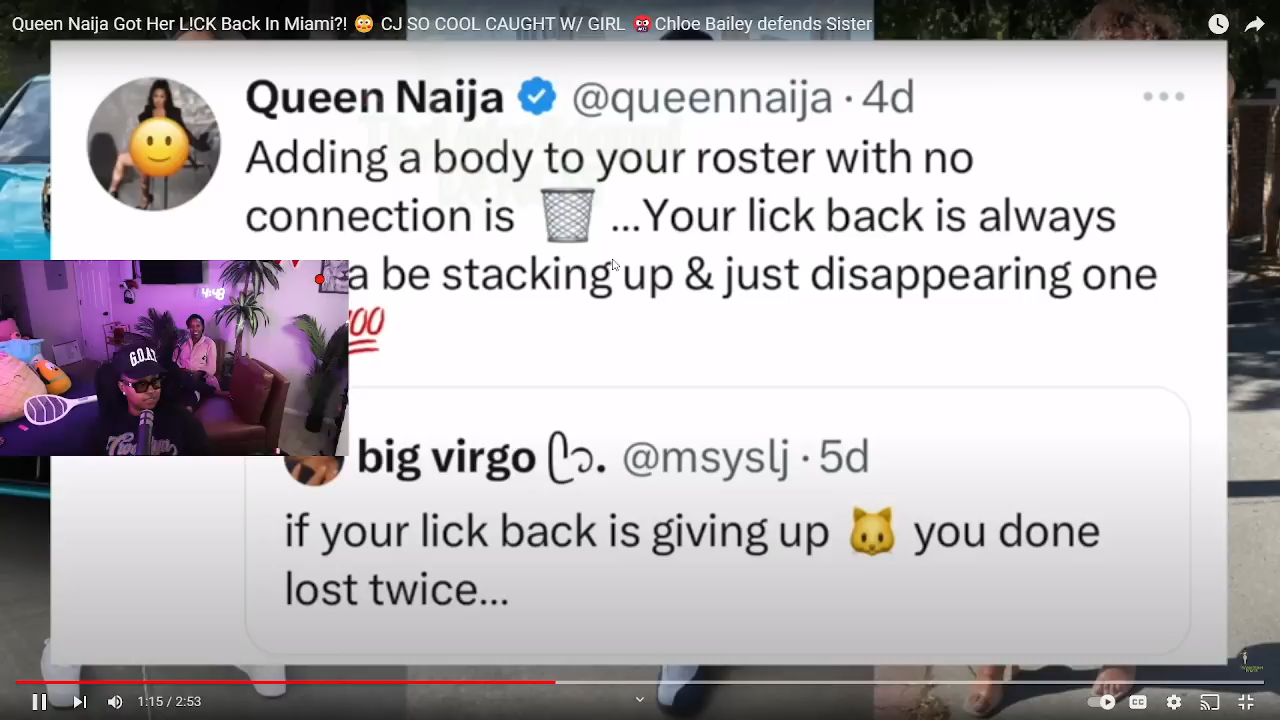 Queen Naija Got Her L!CK Back In Miami?! 😳 CJ SO COOL CAUGHT W/ GIRL 👹Chloe Bailey defends Sister
Queen Naija @queennaija · 4d
Adding a body to your roster with no
connection is 🗑️ ...Your lick back is always
a be stacking up & just disappearing one
💯
4:48
G.O.A.T
big virgo @msyslj · 5d
if your lick back is giving up 🐱 you done
lost twice...
1:15 / 2:53
CC